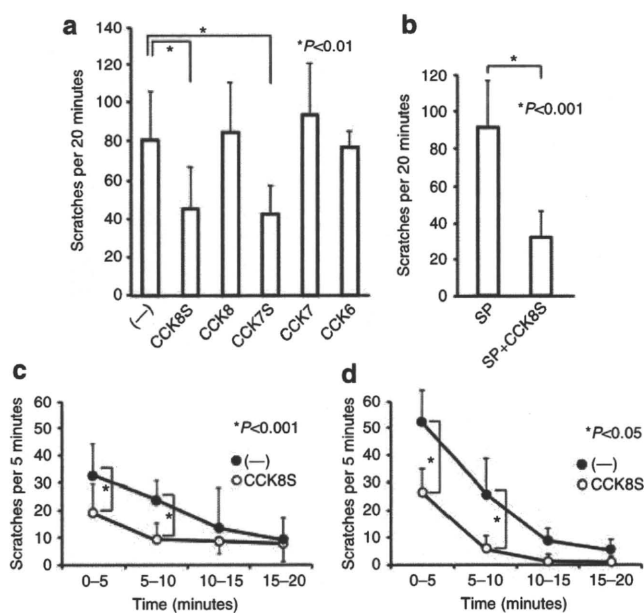 a
*P<0.01
*
*
Scratches per 20 minutes
140
120
100
80
60
40
20
0
(—)
CCK8S
CCK8
CCK7S
CCK7
CCK6
b
*
*P<0.001
Scratches per 20 minutes
120
100
80
60
40
20
0
SP
SP+CCK8S
c
*P<0.001
(—)
CCK8S
*
*
Scratches per 5 minutes
60
50
40
30
20
10
0
0–5
5–10
10–15
15–20
Time (minutes)
d
*P<0.05
(—)
CCK8S
*
*
Scratches per 5 minutes
60
50
40
30
20
10
0
0–5
5–10
10–15
15–20
Time (minutes)